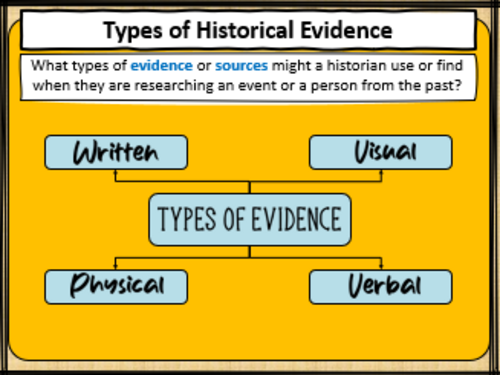 Types of Historical Evidence
What types of evidence or sources might a historian use or find
when they are researching an event or a person from the past?
Written
Visual
TYPES OF EVIDENCE
Physical
Verbal